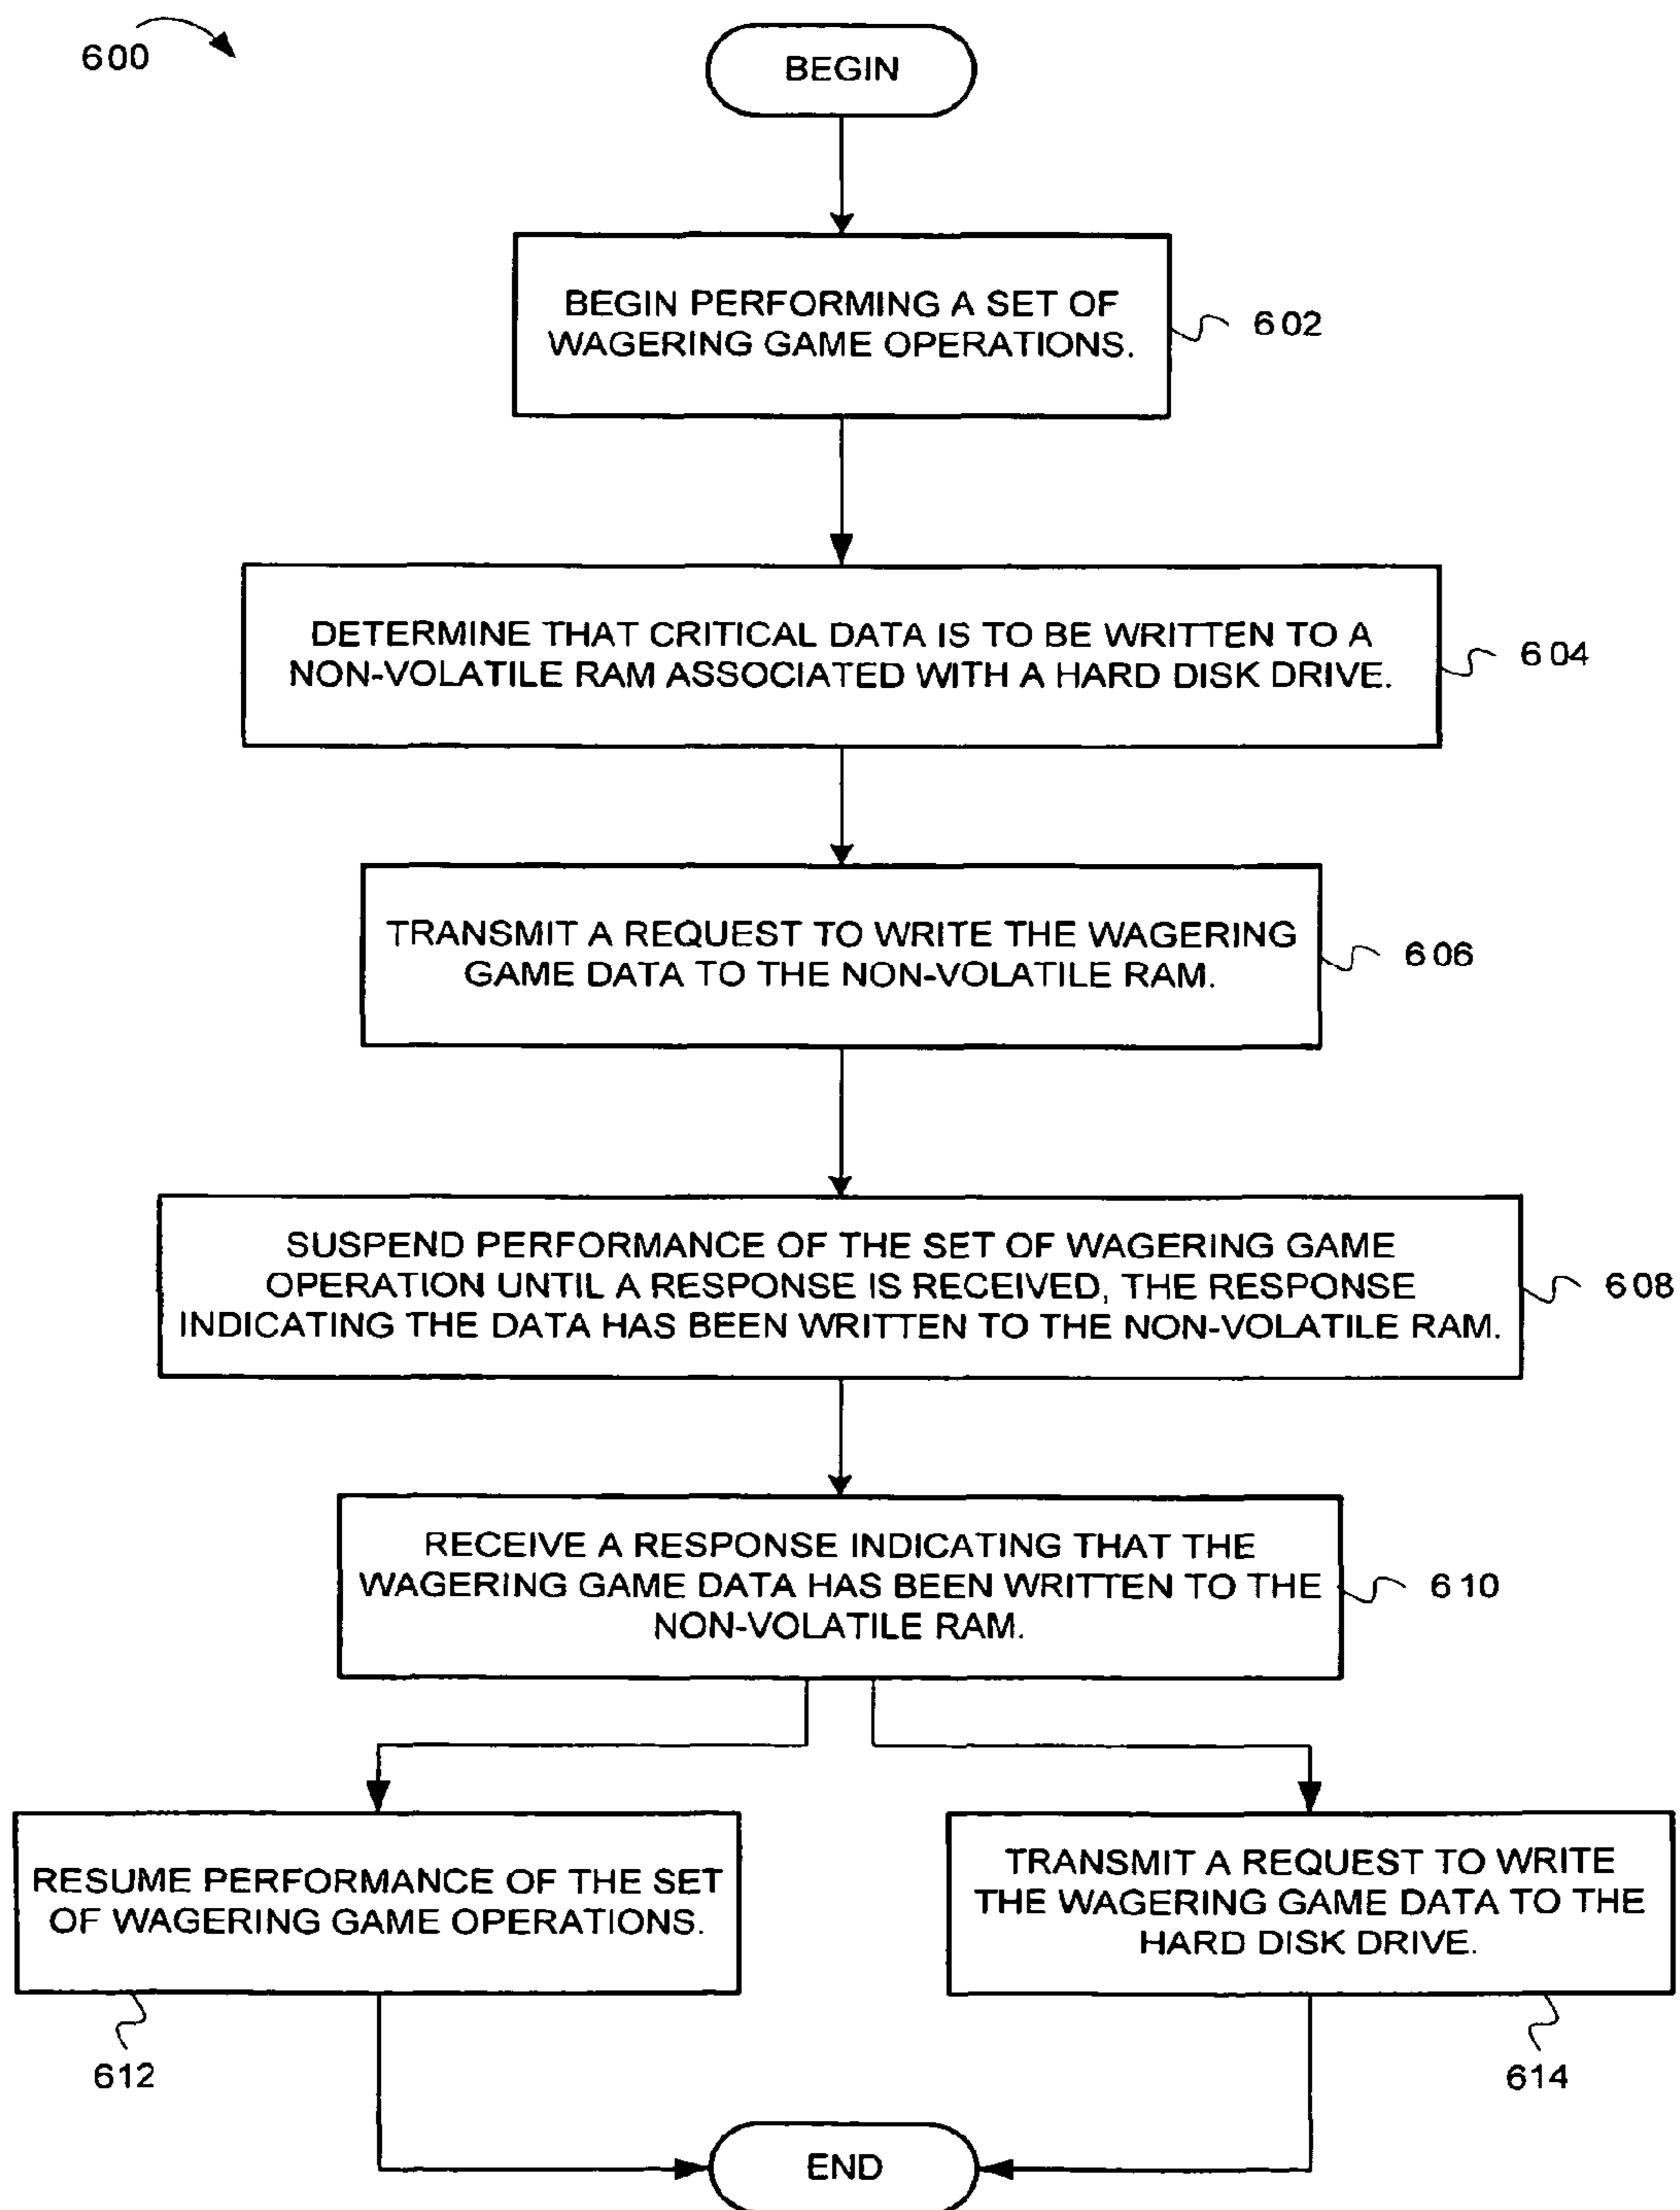 600
BEGIN
BEGIN PERFORMING A SET OF
WAGERING GAME OPERATIONS.
602
DETERMINE THAT CRITICAL DATA IS TO BE WRITTEN TO A
NON-VOLATILE RAM ASSOCIATED WITH A HARD DISK DRIVE.
604
TRANSMIT A REQUEST TO WRITE THE WAGERING
GAME DATA TO THE NON-VOLATILE RAM.
606
SUSPEND PERFORMANCE OF THE SET OF WAGERING GAME
OPERATION UNTIL A RESPONSE IS RECEIVED, THE RESPONSE
INDICATING THE DATA HAS BEEN WRITTEN TO THE NON-VOLATILE RAM.
608
RECEIVE A RESPONSE INDICATING THAT THE
WAGERING GAME DATA HAS BEEN WRITTEN TO THE
NON-VOLATILE RAM.
610
RESUME PERFORMANCE OF THE SET
OF WAGERING GAME OPERATIONS.
612
TRANSMIT A REQUEST TO WRITE
THE WAGERING GAME DATA TO THE
HARD DISK DRIVE.
614
END